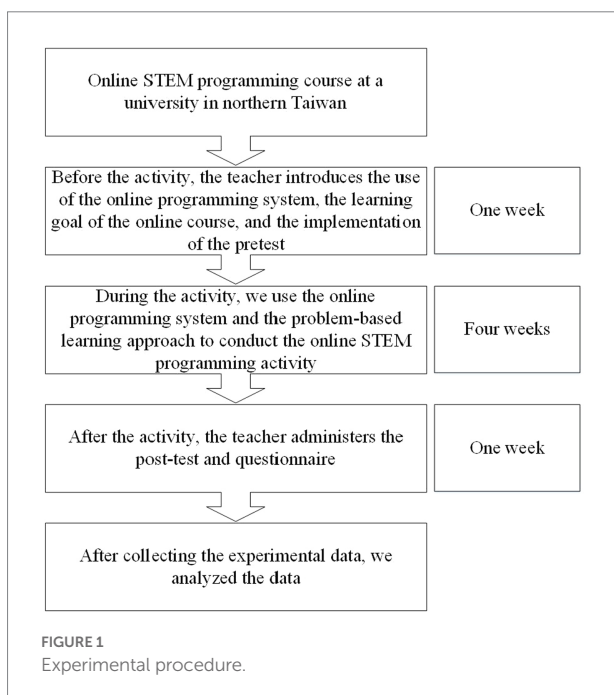 Online STEM programming course at a
university in northern Taiwan
Before the activity, the teacher introduces the use
of the online programming system, the learning
goal of the online course, and the implementation
of the pretest
One week
During the activity, we use the online
programming system and the problem-based
learning approach to conduct the online STEM
programming activity
Four weeks
After the activity, the teacher administers the
post-test and questionnaire
One week
After collecting the experimental data, we
analyzed the data
FIGURE 1
Experimental procedure.